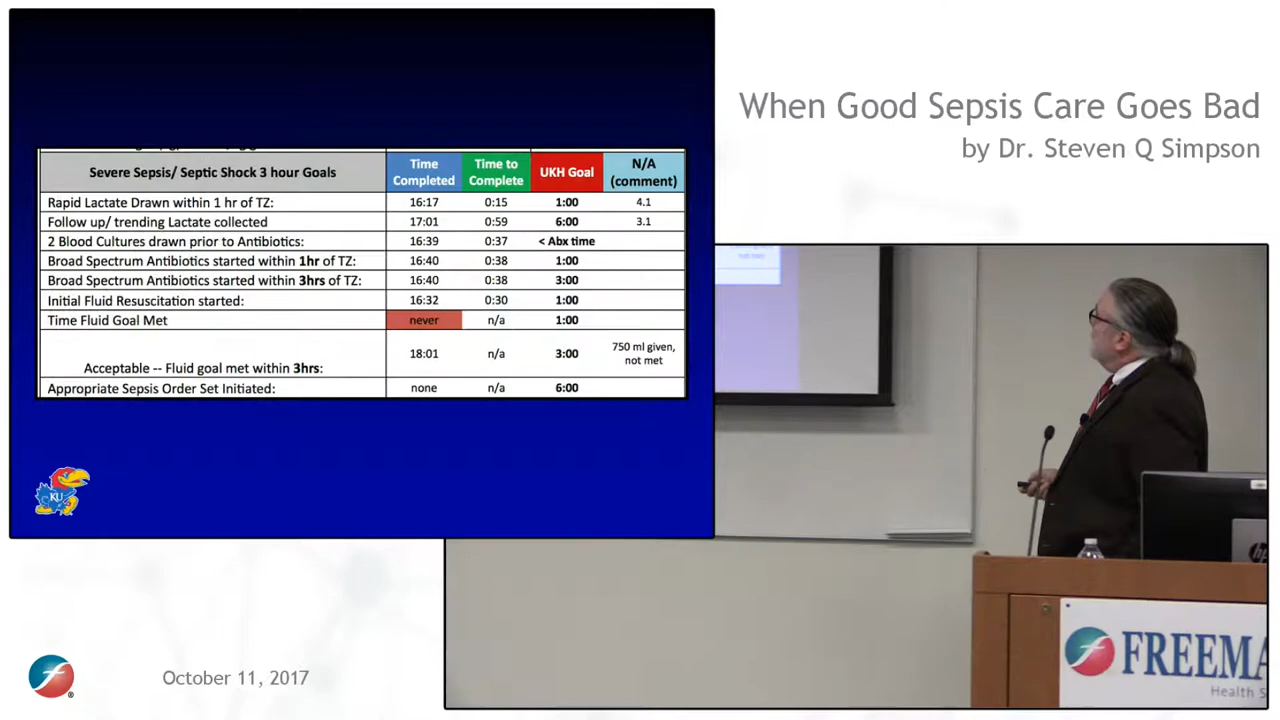 When Good Sepsis Care Goes Bad
by Dr. Steven Q Simpson
Severe Sepsis/ Septic Shock 3 hour Goals
Time Completed
Time to Complete
UKH Goal
N/A (comment)
Rapid Lactate Drawn within 1 hr of TZ: 16:17 0:15 1:00 4.1
Follow up/ trending Lactate collected 17:01 0:59 6:00 3.1
2 Blood Cultures drawn prior to Antibiotics: 16:39 0:37 < Abx time
Broad Spectrum Antibiotics started within 1hr of TZ: 16:40 0:38 1:00
Broad Spectrum Antibiotics started within 3hrs of TZ: 16:40 0:38 3:00
Initial Fluid Resuscitation started: 16:32 0:30 1:00
Time Fluid Goal Met never n/a 1:00
Acceptable -- Fluid goal met within 3hrs: 18:01 n/a 3:00 750 ml given, not met
Appropriate Sepsis Order Set Initiated: none n/a 6:00
KU
hp
FREEMA
Health S
October 11, 2017